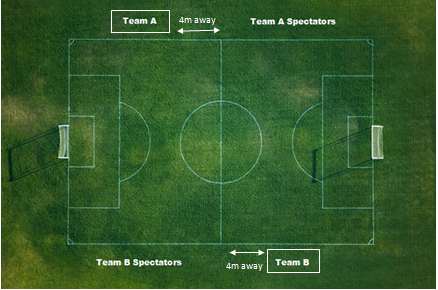 Team A
4m away
Team A Spectators
Team B Spectators
4m away
Team B